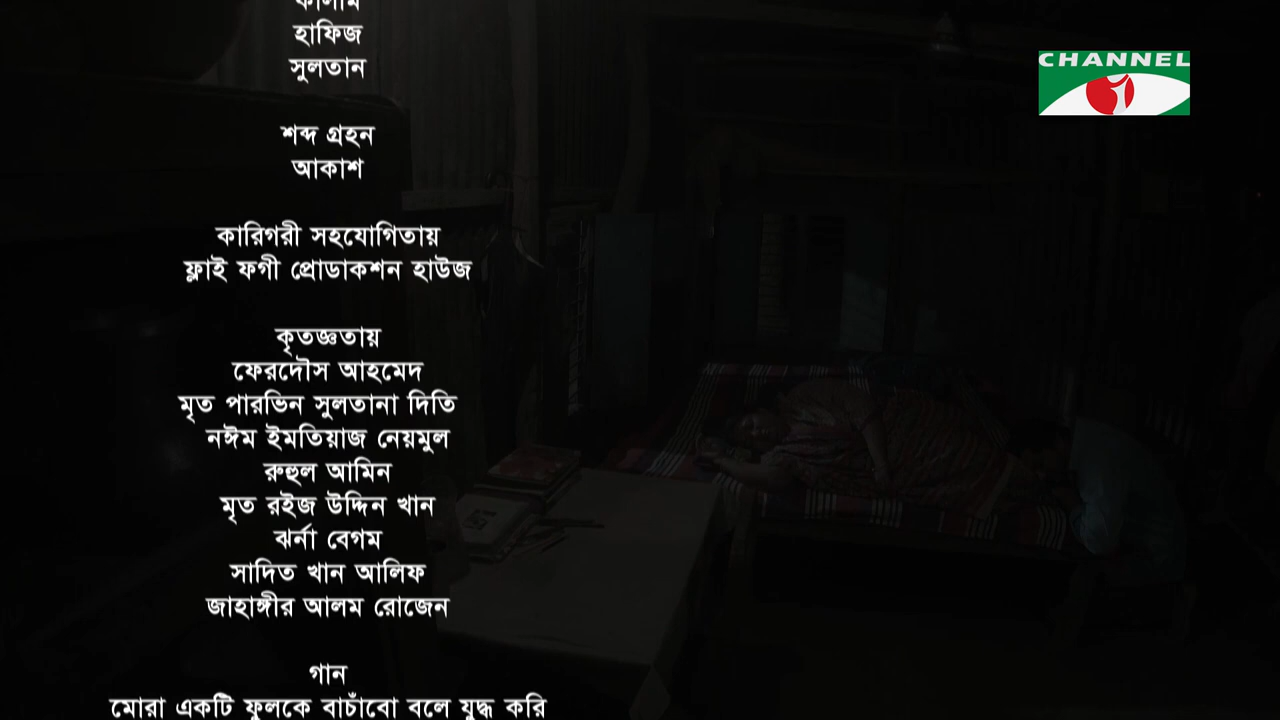 কালাম
হাফিজ
সুলতান
শব্দ গ্রহন
আকাশ
কারিগরী সহযোগিতায়
ফ্লাই ফগী প্রোডাকশন হাউজ
কৃতজ্ঞতায়
ফেরদৌস আহমেদ
মৃত পারভিন সুলতানা দিতি
নঈম ইমতিয়াজ নেয়মুল
রুহুল আমিন
মৃত রইজ উদ্দিন খান
ঝর্না বেগম
সাদিত খান আলিফ
জাহাঙ্গীর আলম রোজেন
গান
মোরা একটি ফুলকে বাচাঁবো বলে যুদ্ধ করি
CHANNEL